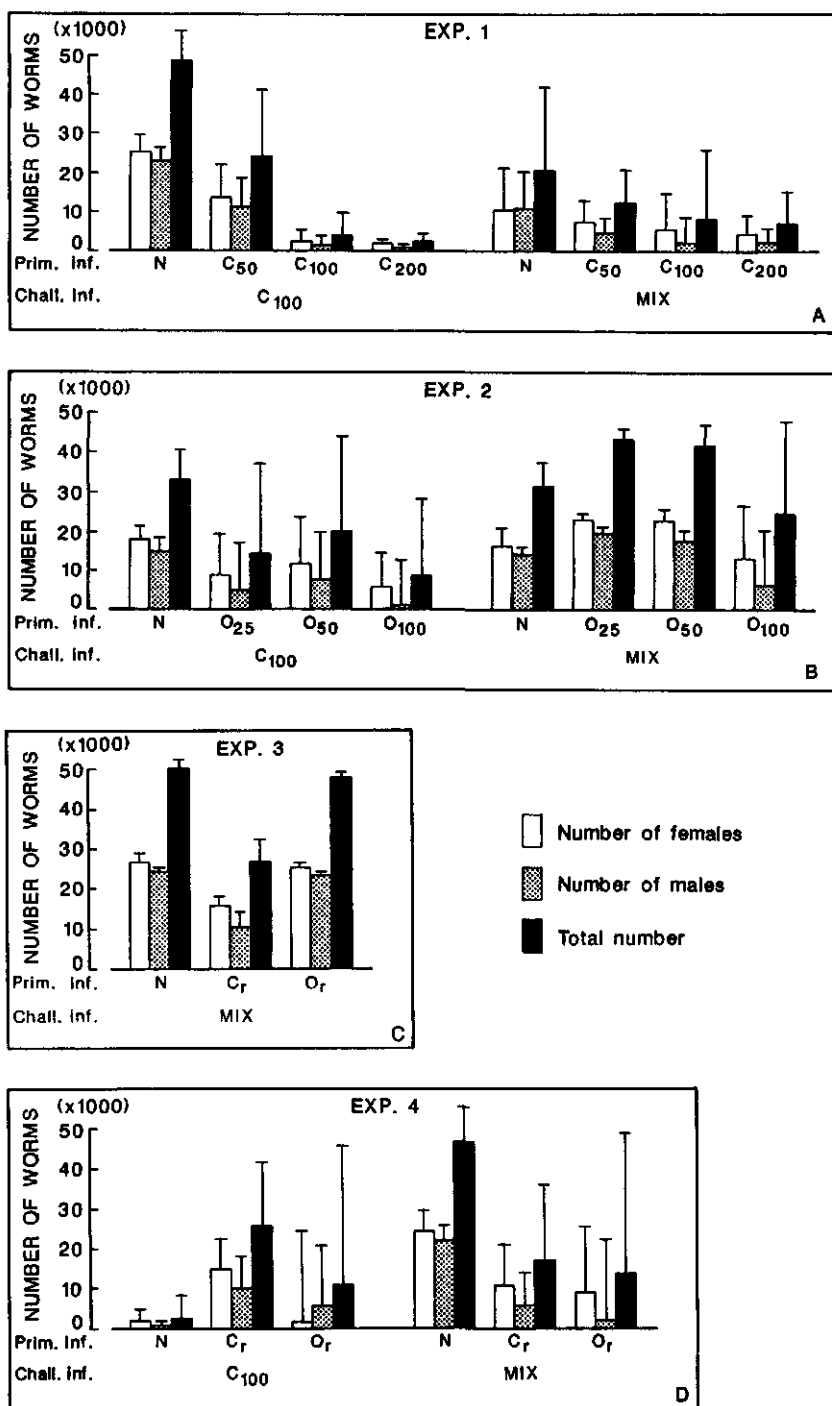 EXP. 1
(x1000)
NUMBER OF WORMS
50
40
30
20
10
0
Prim. Inf. N C50 C100 C200 N C50 C100 C200
Chall. Inf. C100 MIX
A
EXP. 2
(x1000)
NUMBER OF WORMS
50
40
30
20
10
0
Prim. Inf. N O25 O50 O100 N O25 O50 O100
Chall. Inf. C100 MIX
B
EXP. 3
(x1000)
NUMBER OF WORMS
50
40
30
20
10
0
Prim. Inf. N Cr Or
Chall. Inf. MIX
C
Number of females
Number of males
Total number
EXP. 4
(x1000)
NUMBER OF WORMS
50
40
30
20
10
0
Prim. Inf. N Cr Or N Cr Or
Chall. Inf. C100 MIX
D